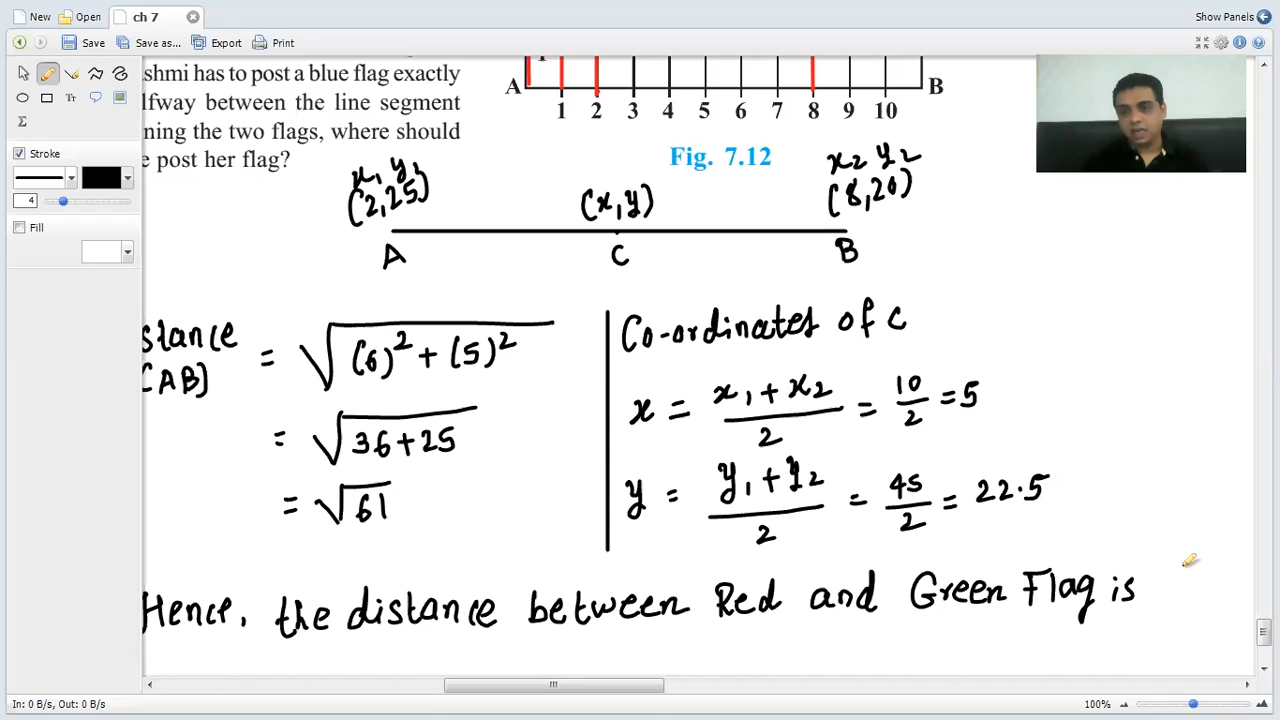 New Open ch 7 Show Panels
Save Save as... Export Print
ashmi has to post a blue flag exactly
lfway between the line segment
ning the two flags, where should
e post her flag?
A B
1 2 3 4 5 6 7 8 9 10
Fig. 7.12
Stroke
4
Fill
x₁ y₁
(2,25)
(x,y)
x₂ y₂
(8,20)
A C B
stance [AB] = √(6)² + (5)²
= √36+25
= √61
Co-ordinates of C
x = x₁ + x₂ / 2 = 10/2 = 5
y = y₁ + y₂ / 2 = 45/2 = 22.5
Hence, the distance between Red and Green Flag is
In: 0 B/s, Out: 0 B/s 100%